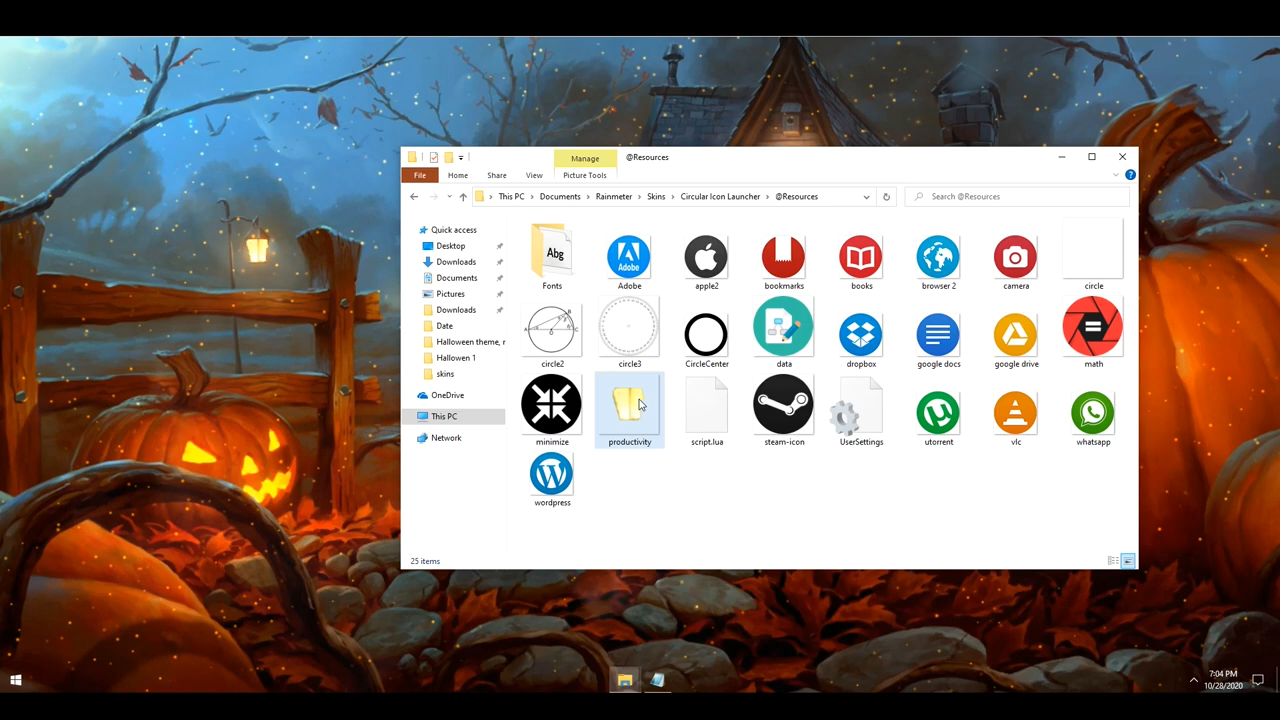 Manage
@Resources
File
Home
Share
View
Picture Tools
This PC
Documents
Rainmeter
Skins
Circular Icon Launcher
@Resources
Search @Resources
Quick access
Desktop
Downloads
Documents
Pictures
Downloads
Date
Halloween theme, r
Hallowen 1
skins
OneDrive
This PC
Network
Abg
Adobe
Fonts
Adobe
apple2
bookmarks
books
browser 2
camera
circle
circle2
circle3
CircleCenter
data
dropbox
google docs
google drive
math
minimize
productivity
script.lua
steam-icon
UserSettings
utorrent
vlc
whatsapp
wordpress
25 items
7:04 PM
10/28/2020